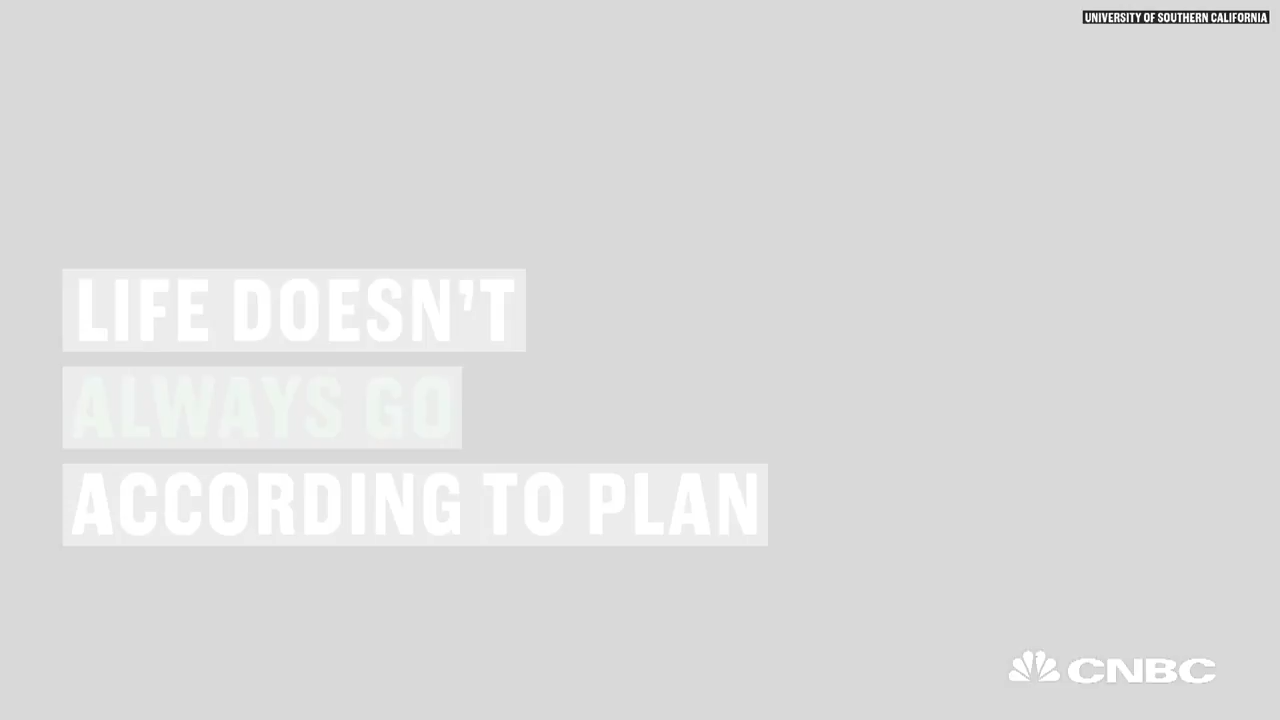 UNIVERSITY OF SOUTHERN CALIFORNIA
LIFE DOESN'T
ALWAYS GO
ACCORDING TO PLAN
CNBC